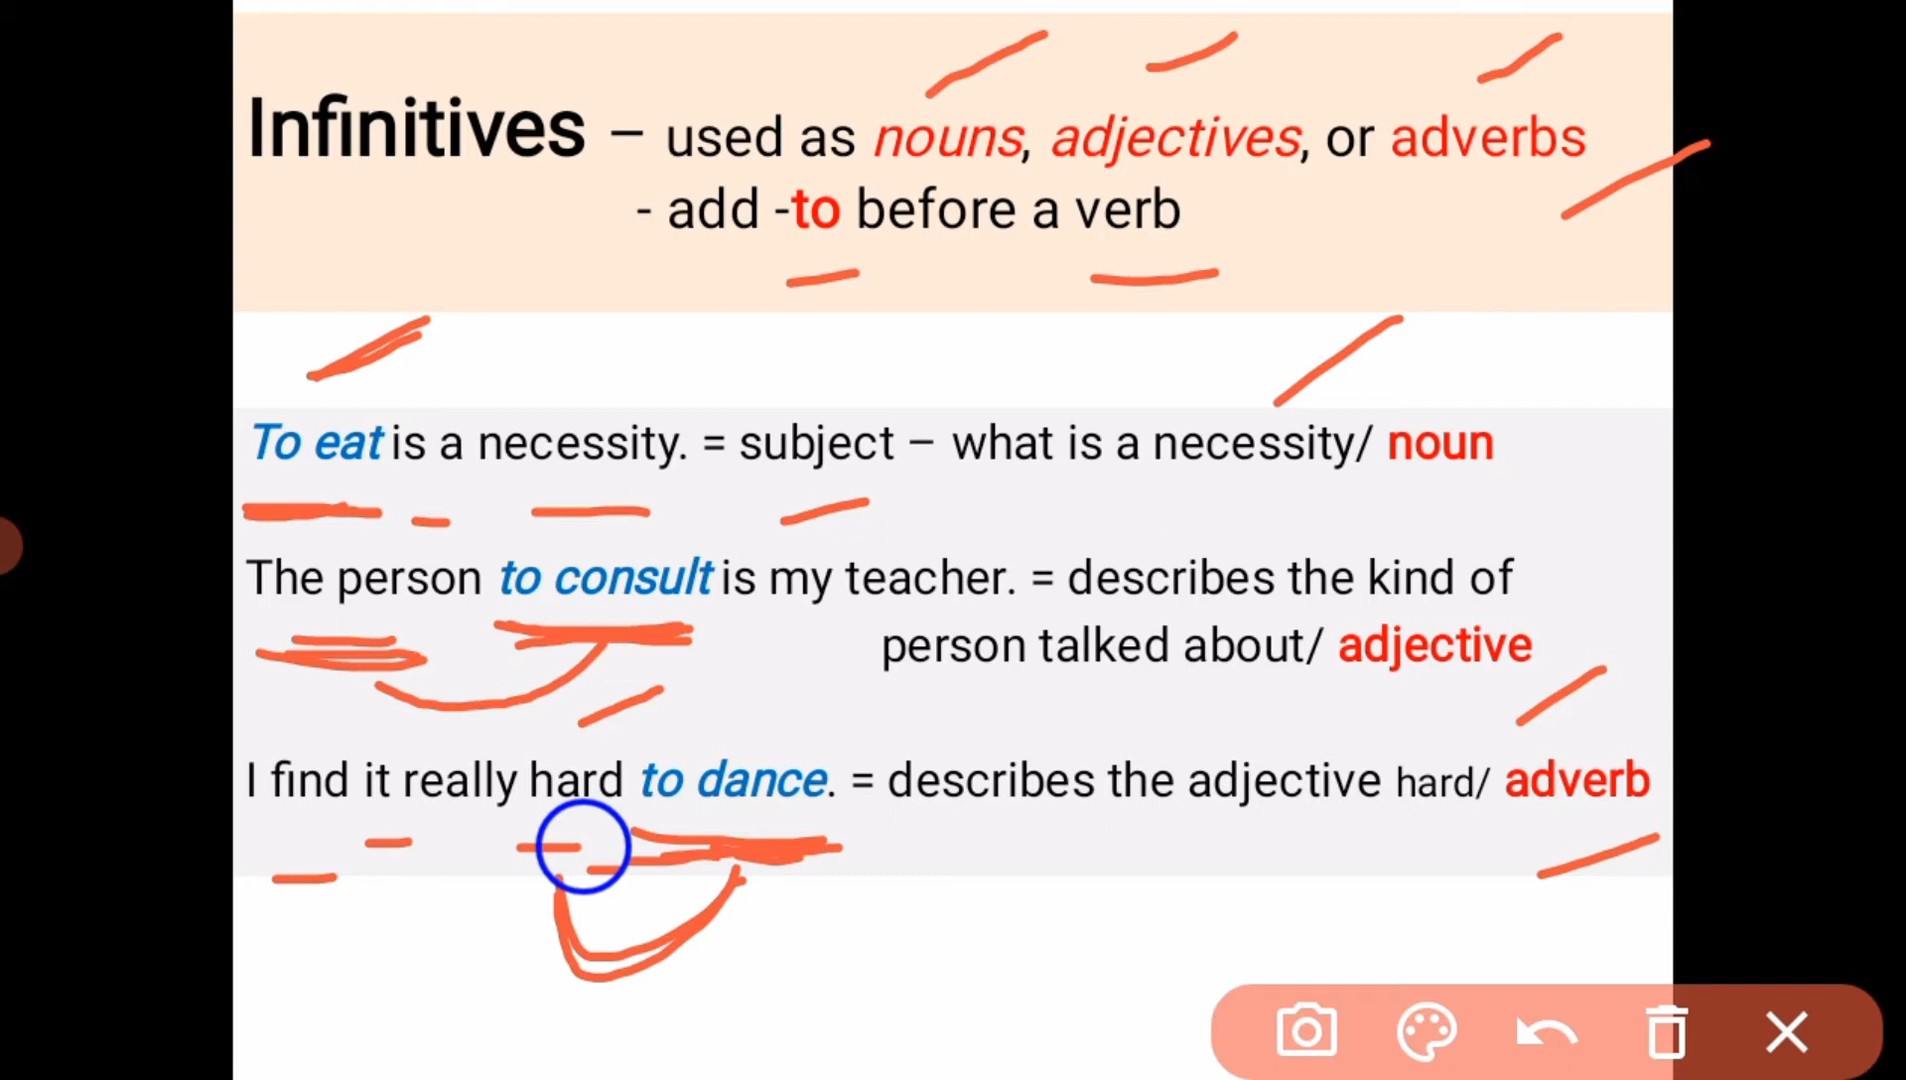 Infinitives – used as nouns, adjectives, or adverbs
- add -to before a verb
To eat is a necessity. = subject – what is a necessity/ noun
The person to consult is my teacher. = describes the kind of
person talked about/ adjective
I find it really hard to dance. = describes the adjective hard/ adverb